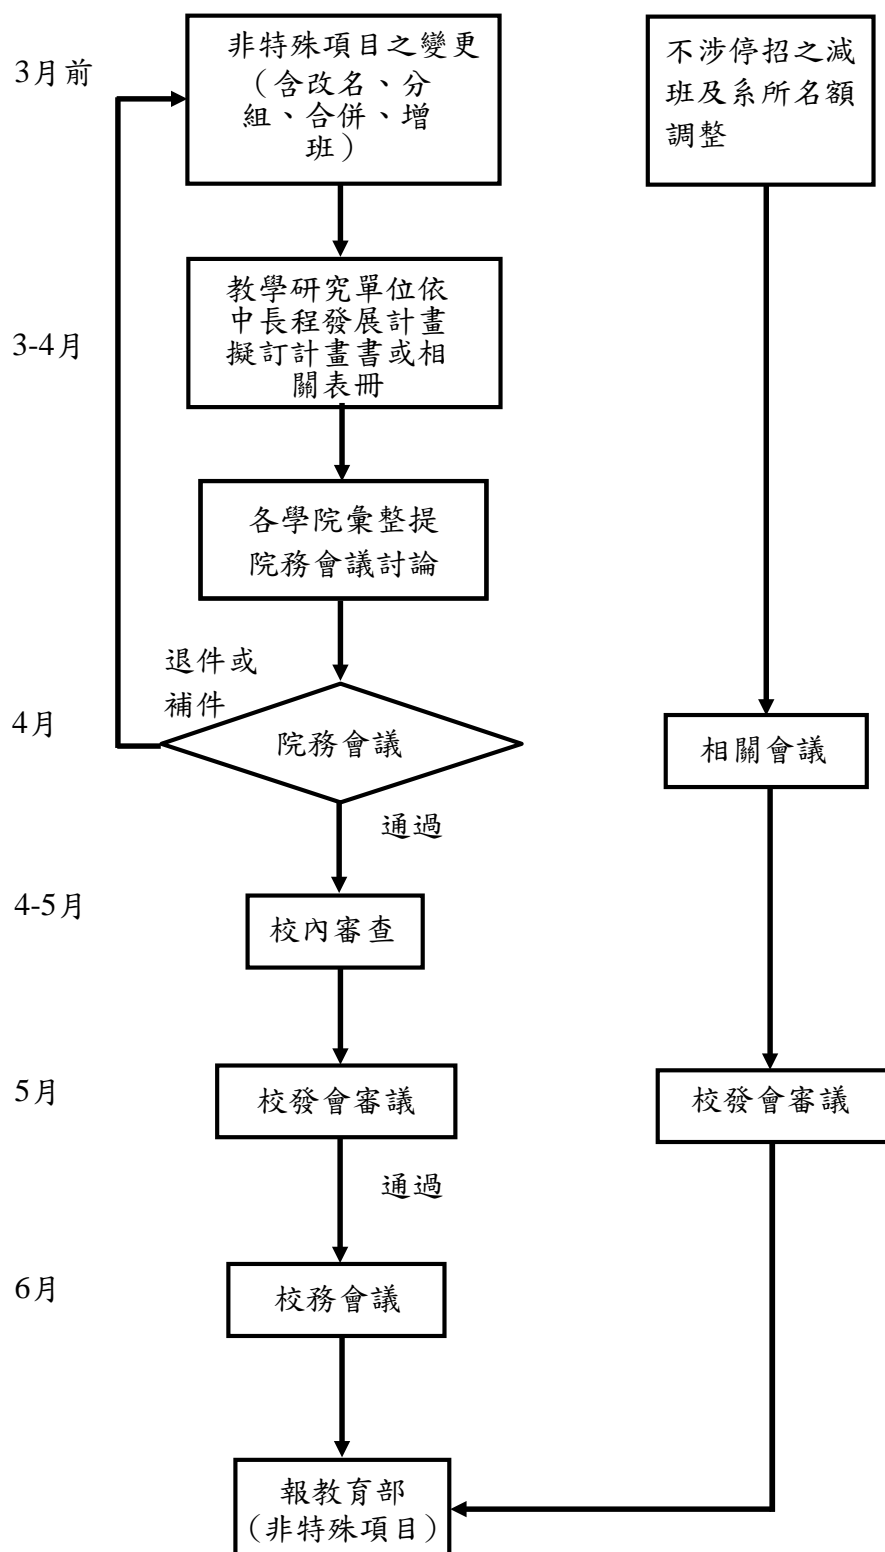 3月前
非特殊項目之變更
（含改名、分
組、合併、增
班）
不涉停招之減
班及系所名額
調整
3-4月
教學研究單位依
中長程發展計畫
擬訂計畫書或相
關表冊
各學院彙整提
院務會議討論
退件或
補件
4月
院務會議
相關會議
通過
4-5月
校內審查
5月
校發會審議
校發會審議
通過
6月
校務會議
報教育部
（非特殊項目）